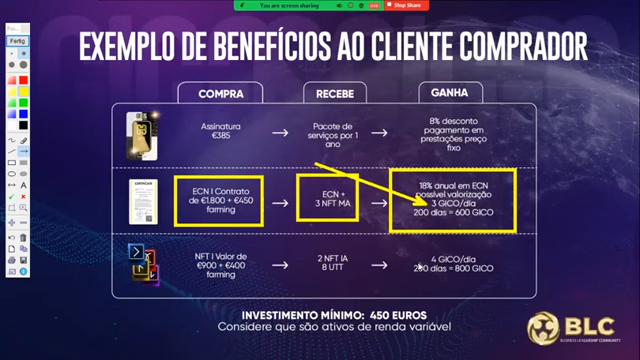 You are screen sharing
Stop Share
Fertig
EXEMPLO DE BENEFÍCIOS AO CLIENTE COMPRADOR
COMPRA
RECEBE
GANHA
Assinatura
€385
Pacote de
serviços por 1
ano
8% desconto
pagamento em
prestações preço
fixo
ECN I Contrato
de €1.800 + €450
farming
ECN +
3 NFT MA
18% anual em ECN
possível valorização
3 GICO/dia
200 dias = 600 GICO
NFT I Valor de
€900 + €400
farming
2 NFT IA
8 UTT
4 GICO/dia
200 dias = 800 GICO
INVESTIMENTO MÍNIMO: 450 EUROS
Considere que são ativos de renda variável
BLC
BUSINESS LEADERSHIP COMMUNITY